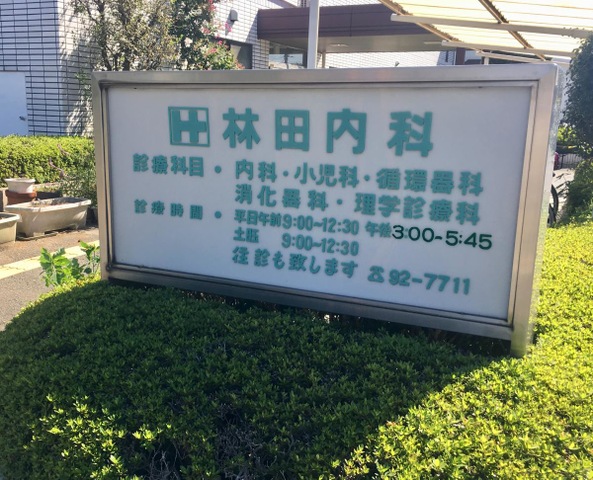 林田内科
診療科目・内科・小児科・循環器科
消化器科・理学診療科
診療時間・平日午前9:00~12:30 午後3:00-5:45
土曜 9:00~12:30
往診も致します ☎92-7711